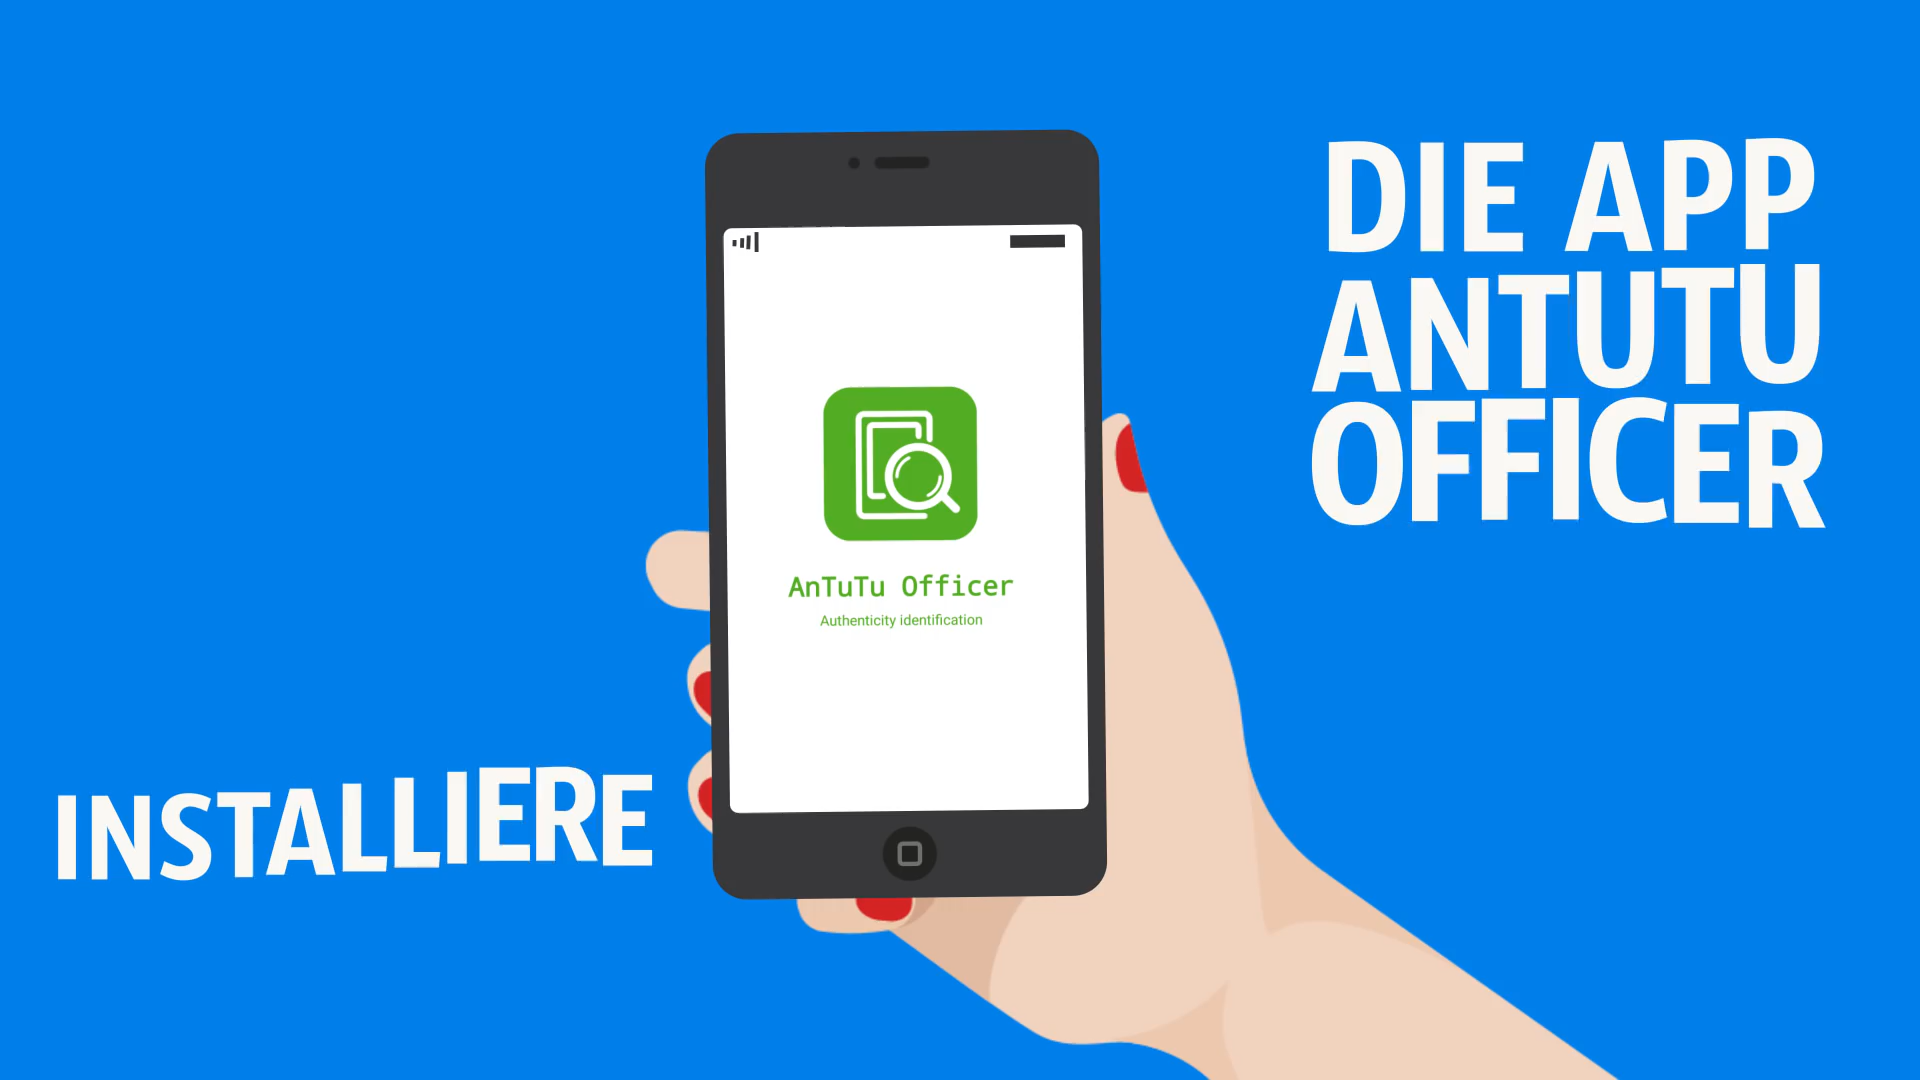 INSTALLIERE
DIE APP
ANTUTU
OFFICER
AnTuTu Officer
Authenticity identification